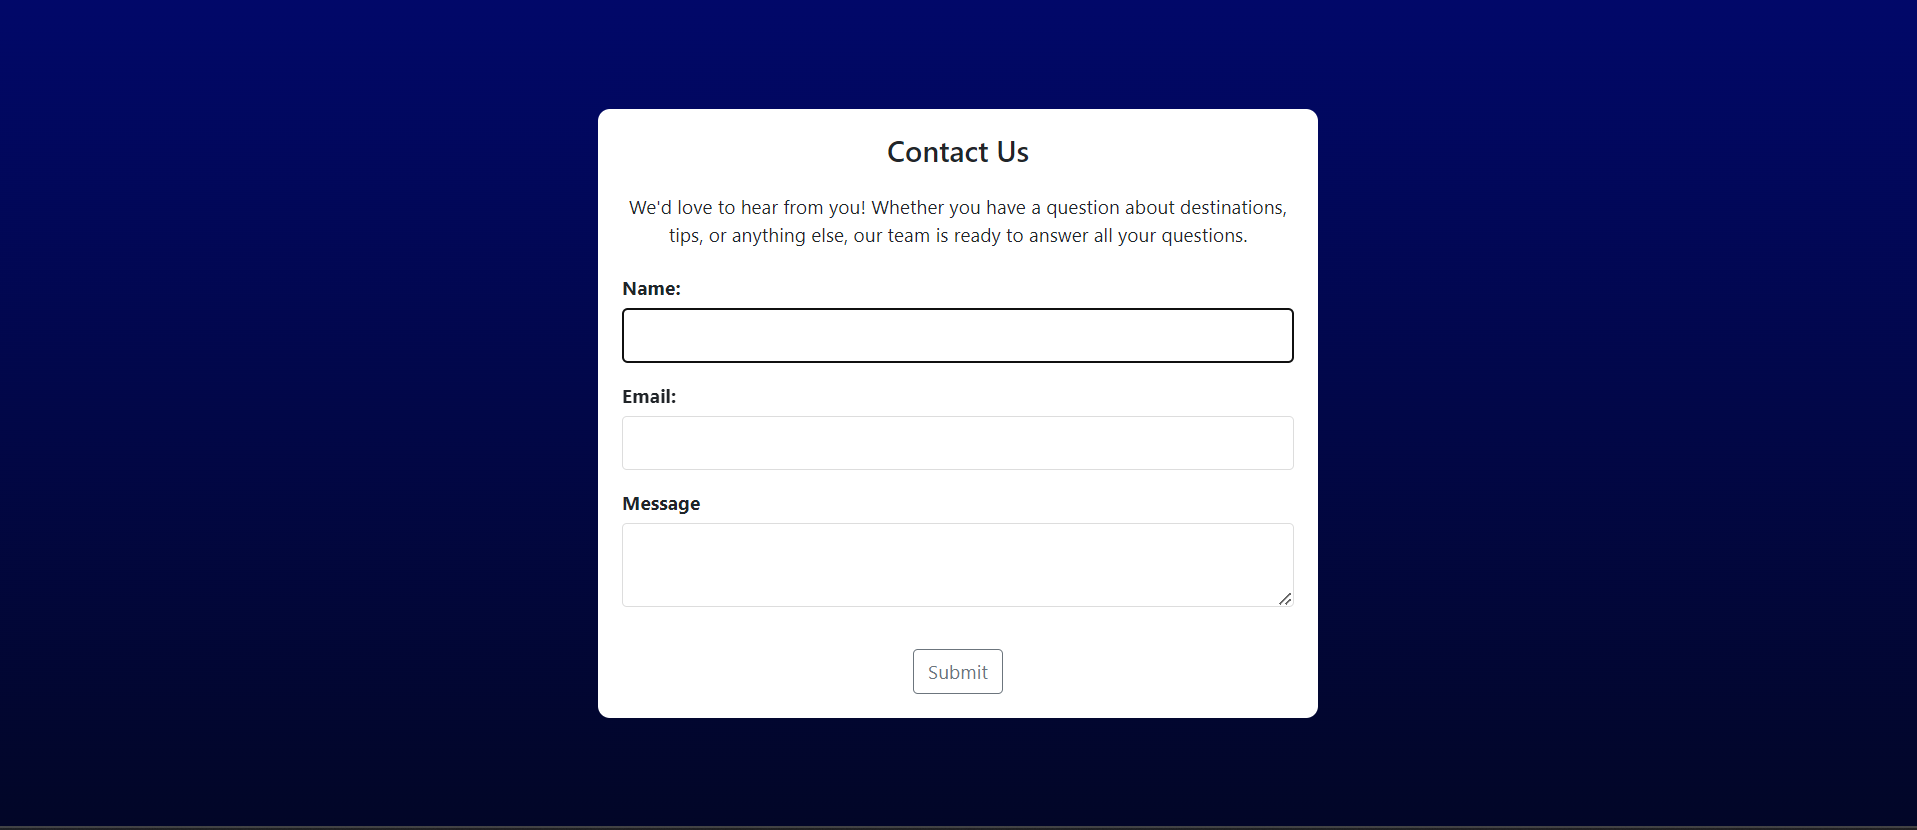 Contact Us
We'd love to hear from you! Whether you have a question about destinations,
tips, or anything else, our team is ready to answer all your questions.
Name:
Email:
Message
Submit